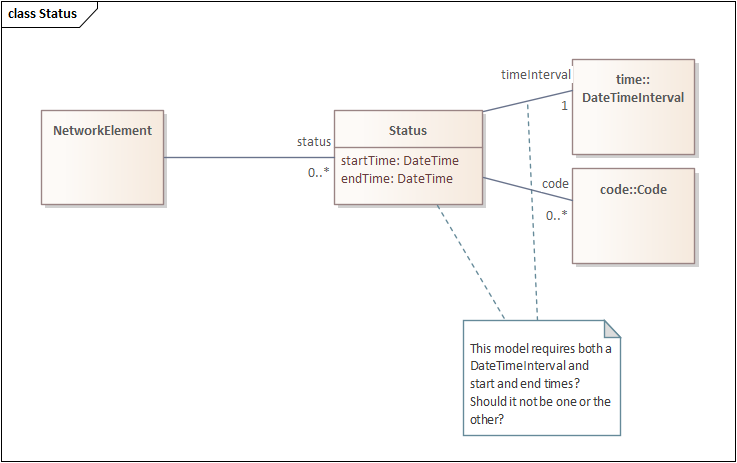 class Status
timeInterval
time::
DateTimeInterval
1
NetworkElement
status
0..*
Status
startTime: DateTime
endTime: DateTime
code
0..*
code::Code
This model requires both a
DateTimeInterval and
start and end times?
Should it not be one or the
other?